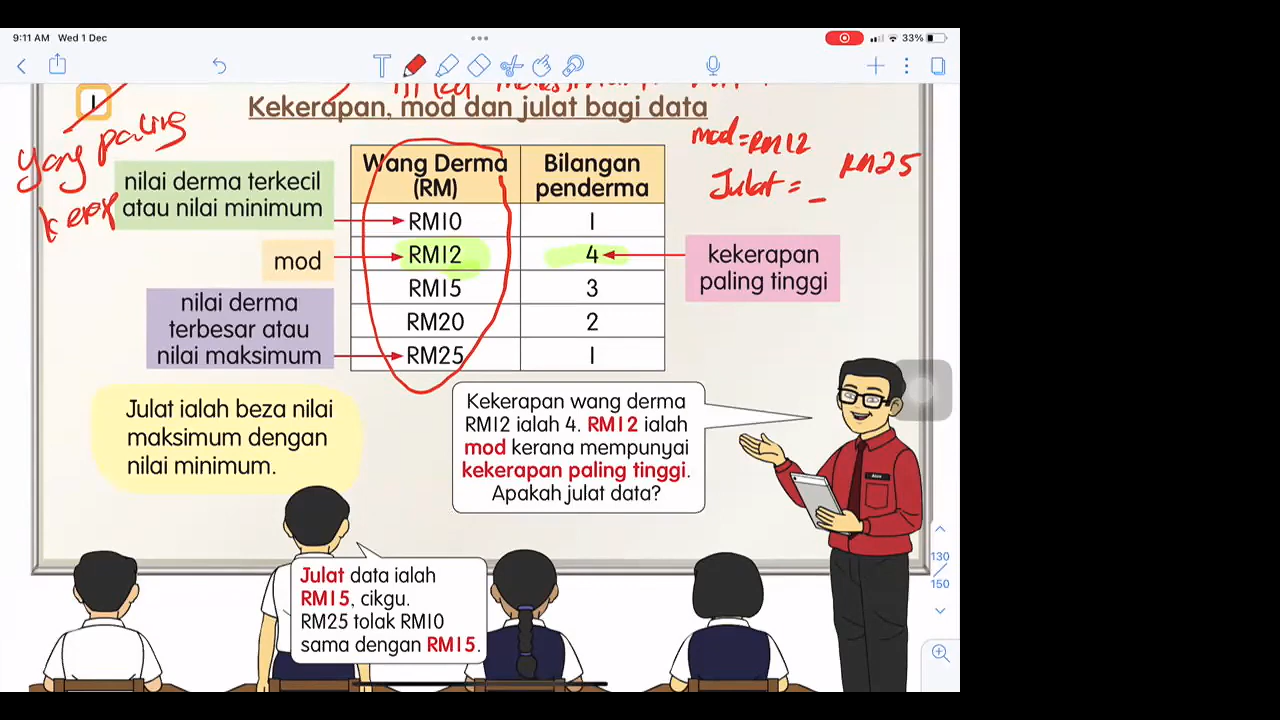 9:11 AM Wed 1 Dec
33%
T
1
Kekerapan, mod dan julat bagi data
yang paling
kerap
mod = RM12
RM25
Julat =
nilai derma terkecil
atau nilai minimum
mod
nilai derma
terbesar atau
nilai maksimum
Wang Derma (RM) Bilangan penderma
RM10 1
RM12 4
RM15 3
RM20 2
RM25 1
kekerapan
paling tinggi
Julat ialah beza nilai
maksimum dengan
nilai minimum.
Kekerapan wang derma
RM12 ialah 4. RM12 ialah
mod kerana mempunyai
kekerapan paling tinggi.
Apakah julat data?
Julat data ialah
RM15, cikgu.
RM25 tolak RM10
sama dengan RM15.
130
150